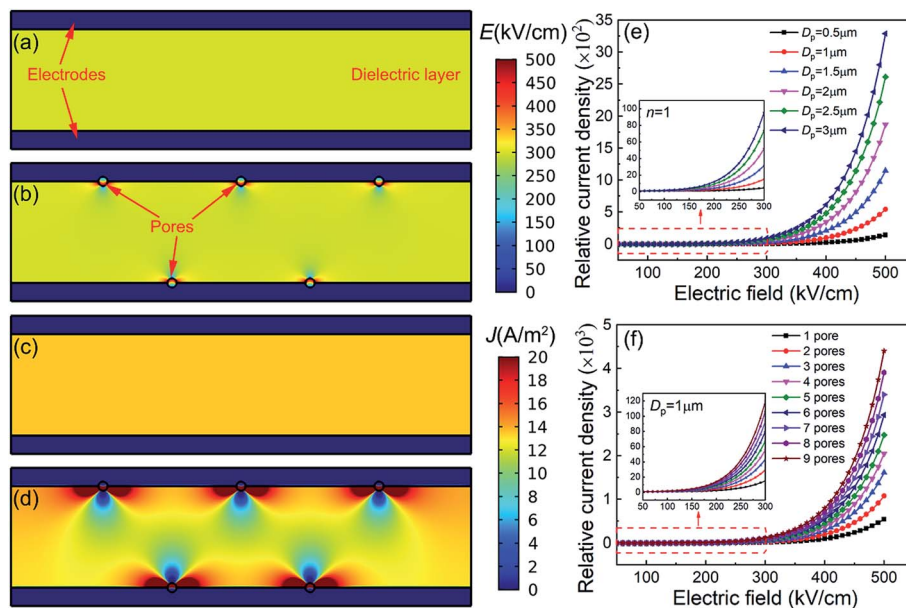 (a)
Electrodes
Dielectric layer
(b)
Pores
(c)
(d)
E(kV/cm)
500
450
400
350
300
250
200
150
100
50
0
J(A/m²)
20
18
16
14
12
10
8
6
4
2
0
(e)
Relative current density (×10²)
35
30
25
20
15
10
5
0
Dp=0.5μm
Dp=1μm
Dp=1.5μm
Dp=2μm
Dp=2.5μm
Dp=3μm
n=1
100
80
60
40
20
0
50 100 150 200 250 300
100 200 300 400 500
Electric field (kV/cm)
(f)
Relative current density (×10³)
5
4
3
2
1
0
1 pore
2 pores
3 pores
4 pores
5 pores
6 pores
7 pores
8 pores
9 pores
Dp=1μm
120
100
80
60
40
20
0
50 100 150 200 250 300
100 200 300 400 500
Electric field (kV/cm)